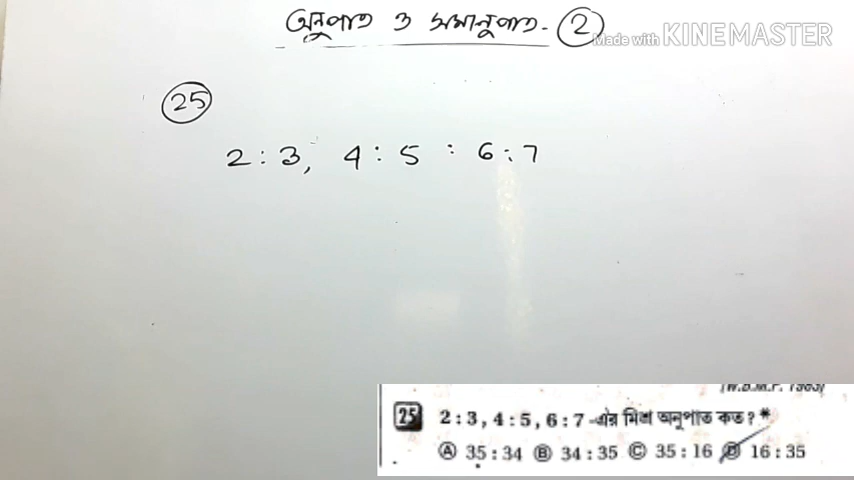 অনুপাত ও সমানুপাত - 2
Made with KINEMASTER
25
2 : 3, 4 : 5 : 6 : 7
[W.B.M.P. 1983]
25 2 : 3, 4 : 5, 6 : 7 -এর মিশ্র অনুপাত কত? *
A 35 : 34 B 34 : 35 C 35 : 16 D 16 : 35